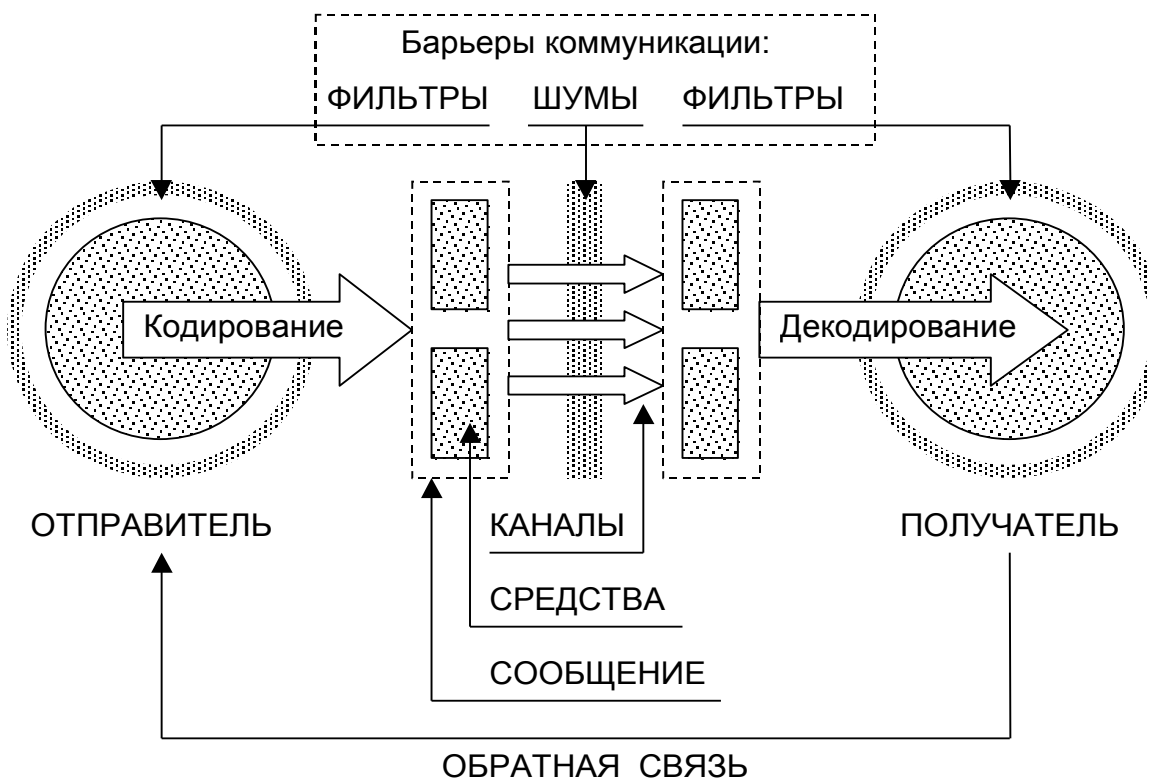 Барьеры коммуникации:
ФИЛЬТРЫ ШУМЫ ФИЛЬТРЫ
Кодирование Декодирование
ОТПРАВИТЕЛЬ КАНАЛЫ ПОЛУЧАТЕЛЬ
СРЕДСТВА
СООБЩЕНИЕ
ОБРАТНАЯ СВЯЗЬ